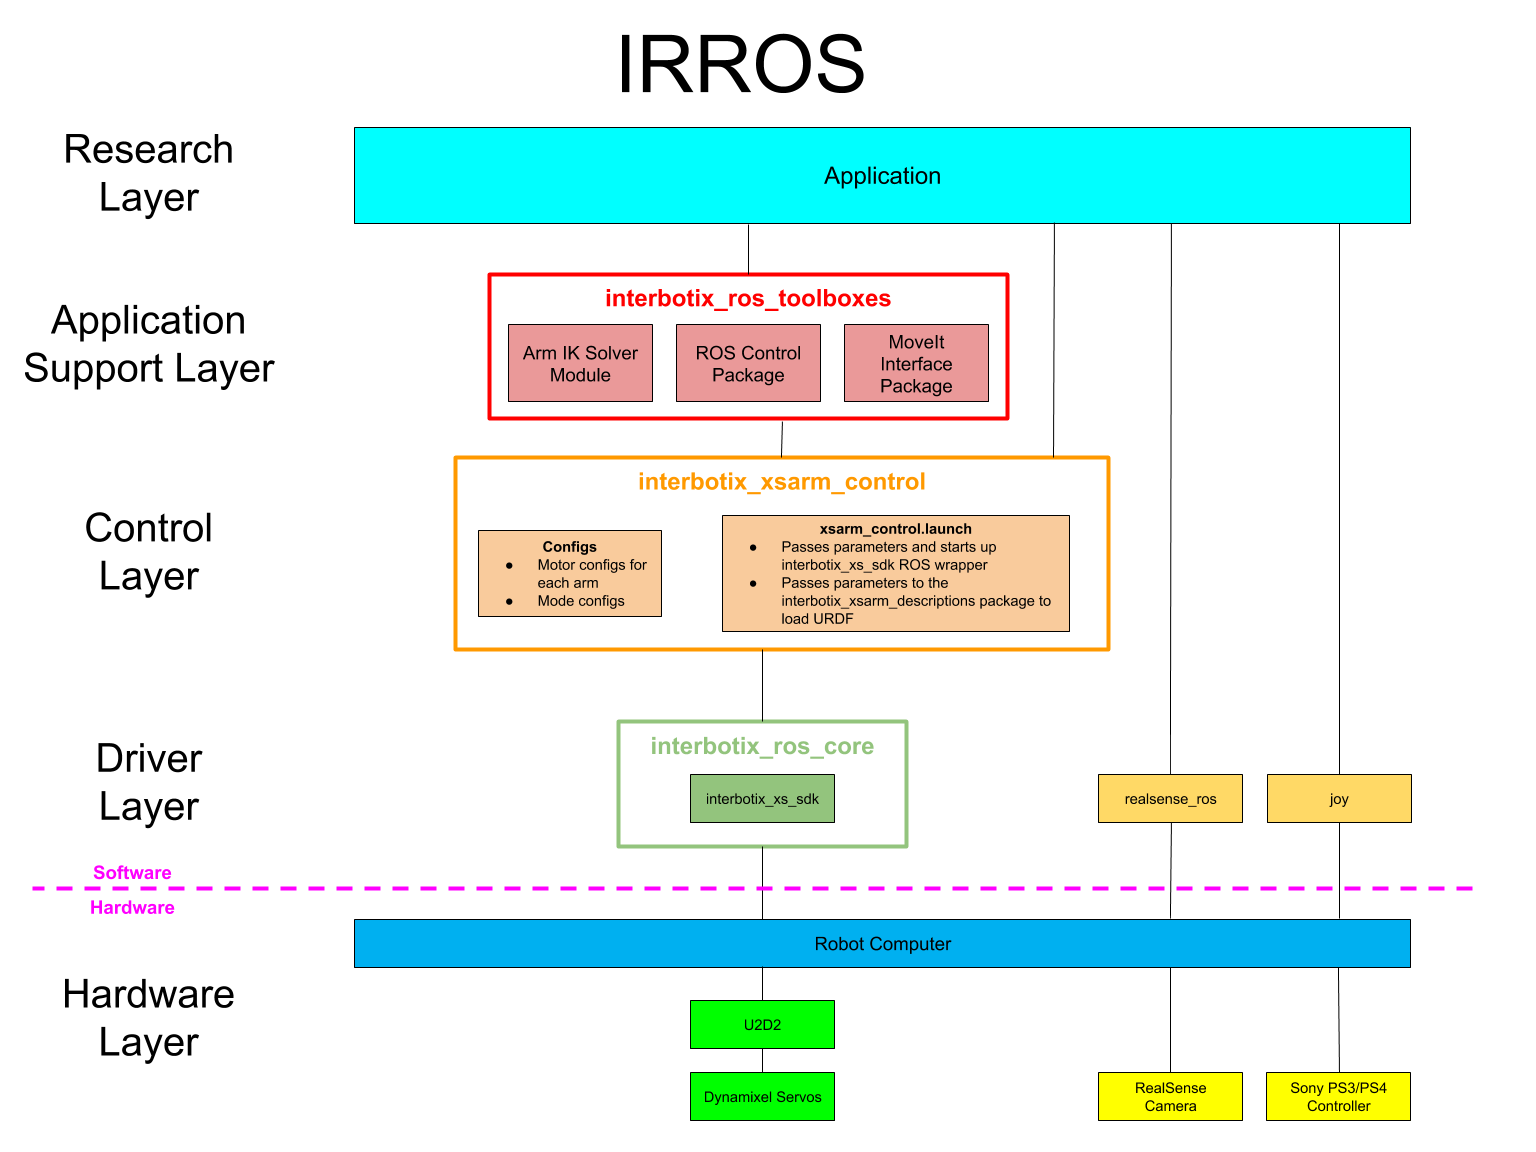 IRROS
Research
Layer
Application
Application
Support Layer
interbotix_ros_toolboxes
Arm IK Solver
Module
ROS Control
Package
MoveIt
Interface
Package
Control
Layer
interbotix_xsarm_control
Configs
● Motor configs for
each arm
● Mode configs
xsarm_control.launch
● Passes parameters and starts up
interbotix_xs_sdk ROS wrapper
● Passes parameters to the
interbotix_xsarm_descriptions package to
load URDF
Driver
Layer
interbotix_ros_core
interbotix_xs_sdk
realsense_ros
joy
Software
Hardware
Robot Computer
Hardware
Layer
U2D2
Dynamixel Servos
RealSense
Camera
Sony PS3/PS4
Controller